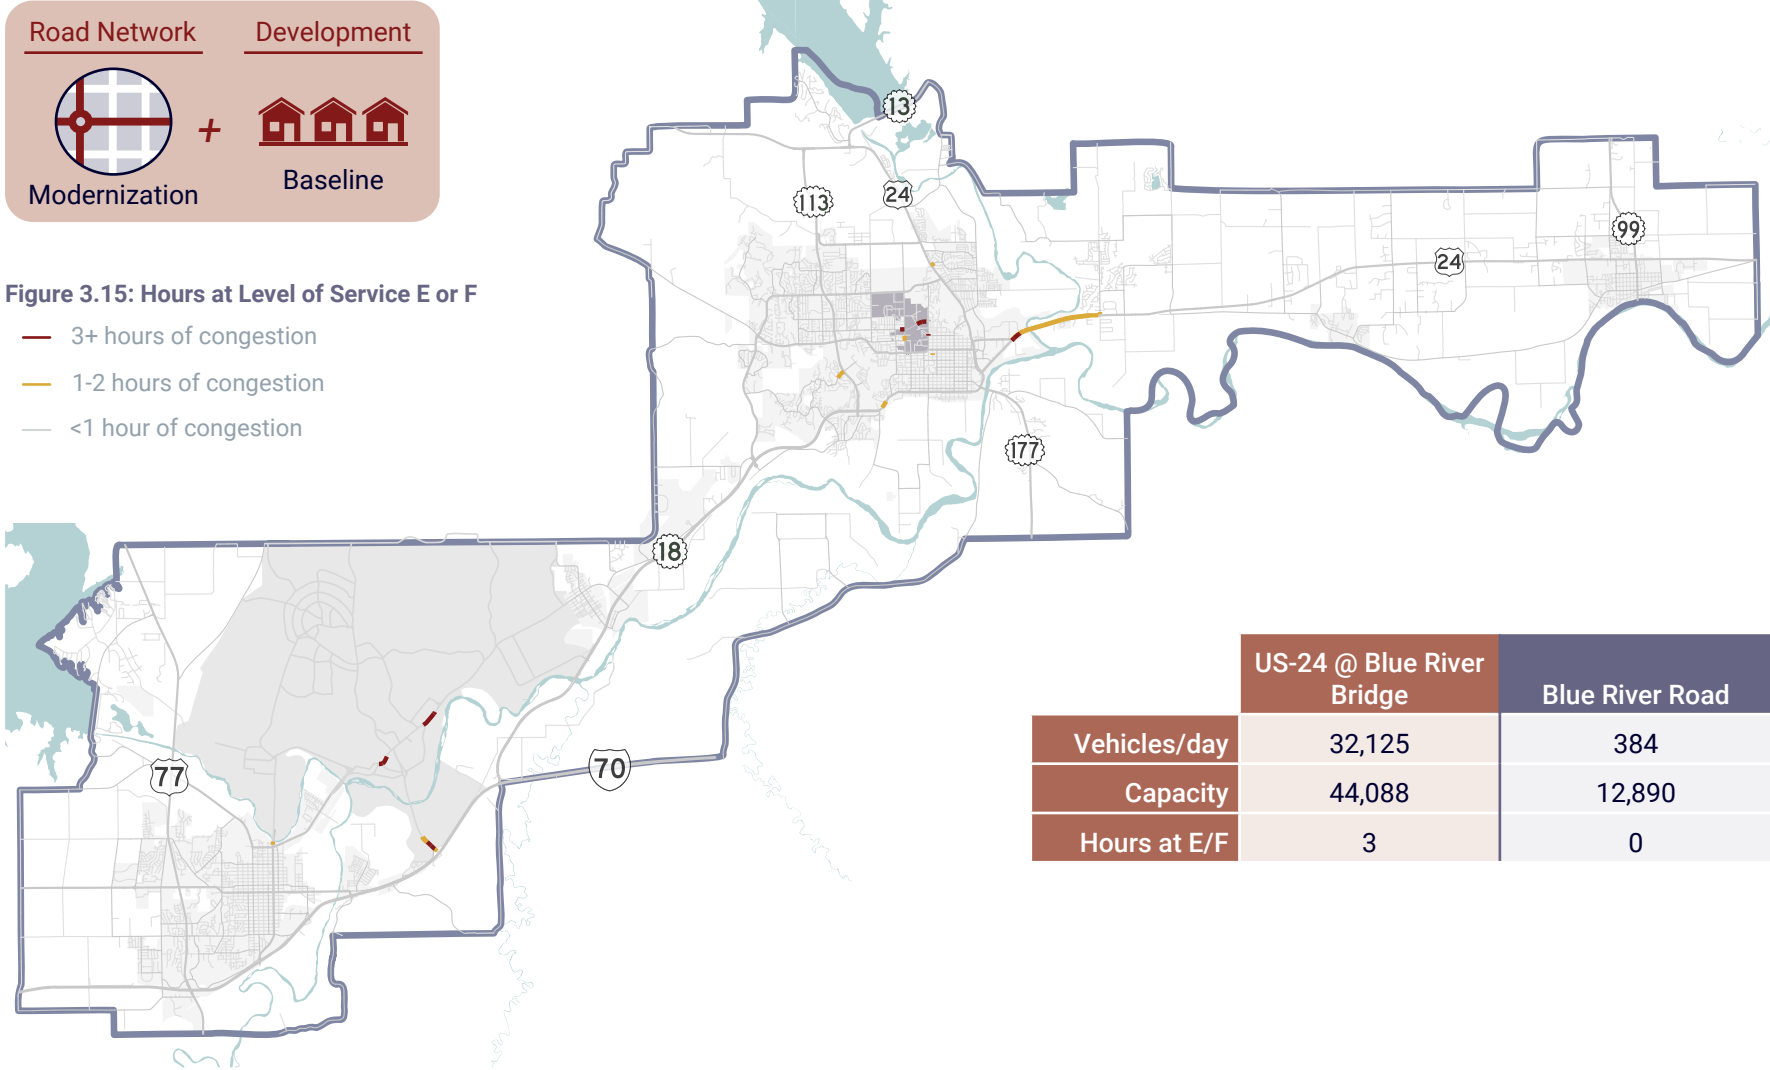 Road Network
Development
+
Modernization
Baseline
Figure 3.15: Hours at Level of Service E or F
3+ hours of congestion
1-2 hours of congestion
<1 hour of congestion
13
113
24
99
24
177
18
77
70
US-24 @ Blue River
Bridge
Blue River Road
Vehicles/day 32,125 384
Capacity 44,088 12,890
Hours at E/F 3 0